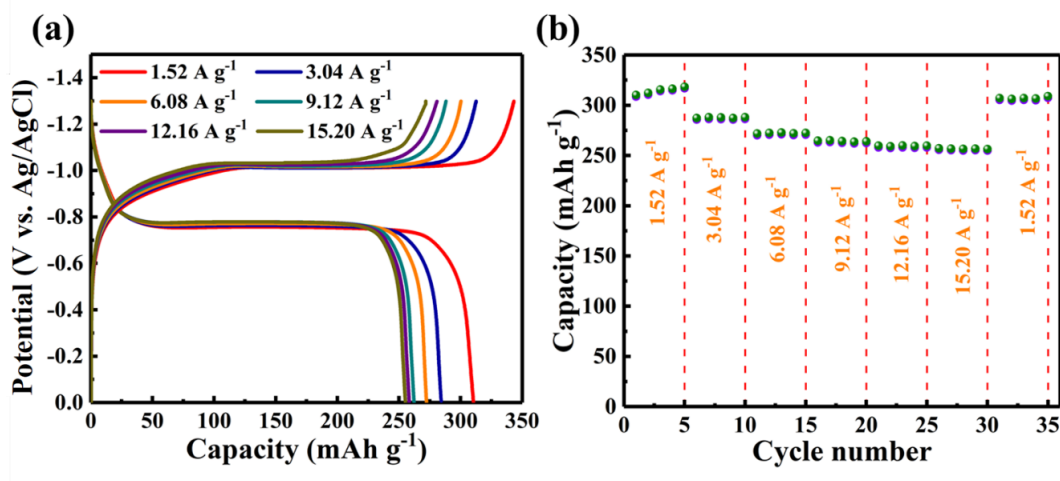 (a)
1.52 A g⁻¹ 3.04 A g⁻¹
6.08 A g⁻¹ 9.12 A g⁻¹
12.16 A g⁻¹ 15.20 A g⁻¹
Potential (V vs. Ag/AgCl)
-1.4
-1.2
-1.0
-0.8
-0.6
-0.4
-0.2
0.0
0 50 100 150 200 250 300 350
Capacity (mAh g⁻¹)
(b)
Capacity (mAh g⁻¹)
350
300
250
200
150
100
50
0
1.52 A g⁻¹
3.04 A g⁻¹
6.08 A g⁻¹
9.12 A g⁻¹
12.16 A g⁻¹
15.20 A g⁻¹
1.52 A g⁻¹
0 5 10 15 20 25 30 35
Cycle number